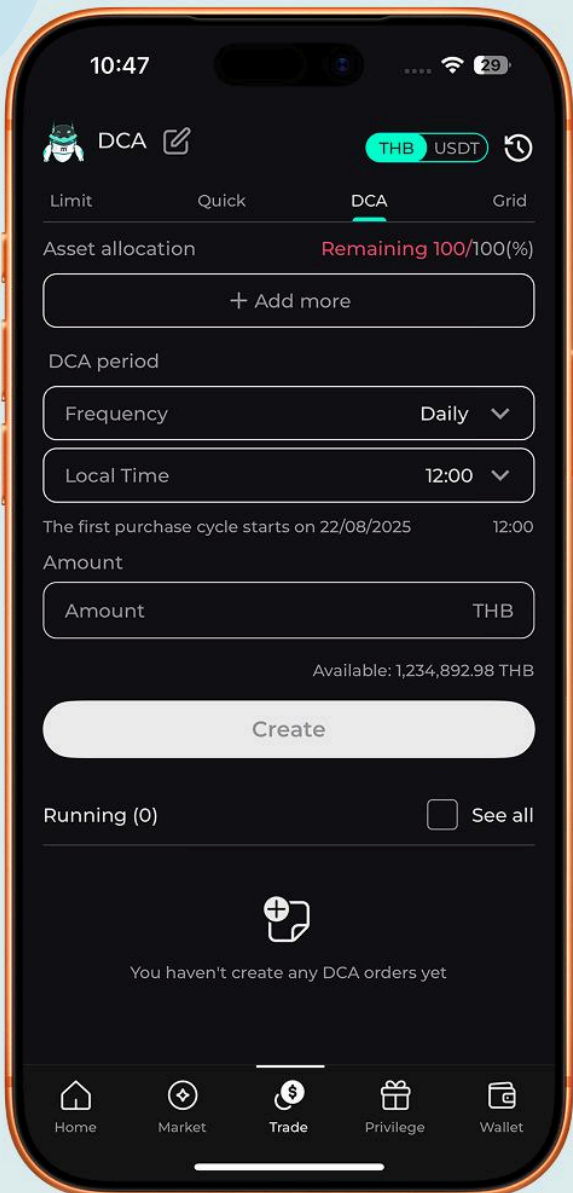 10:47
29
DCA
THB USDT
Limit Quick DCA Grid
Asset allocation Remaining 100/100(%)
+ Add more
DCA period
Frequency Daily
Local Time 12:00
The first purchase cycle starts on 22/08/2025 12:00
Amount
Amount THB
Available: 1,234,892.98 THB
Create
Running (0) See all
You haven't create any DCA orders yet
Home Market Trade Privilege Wallet